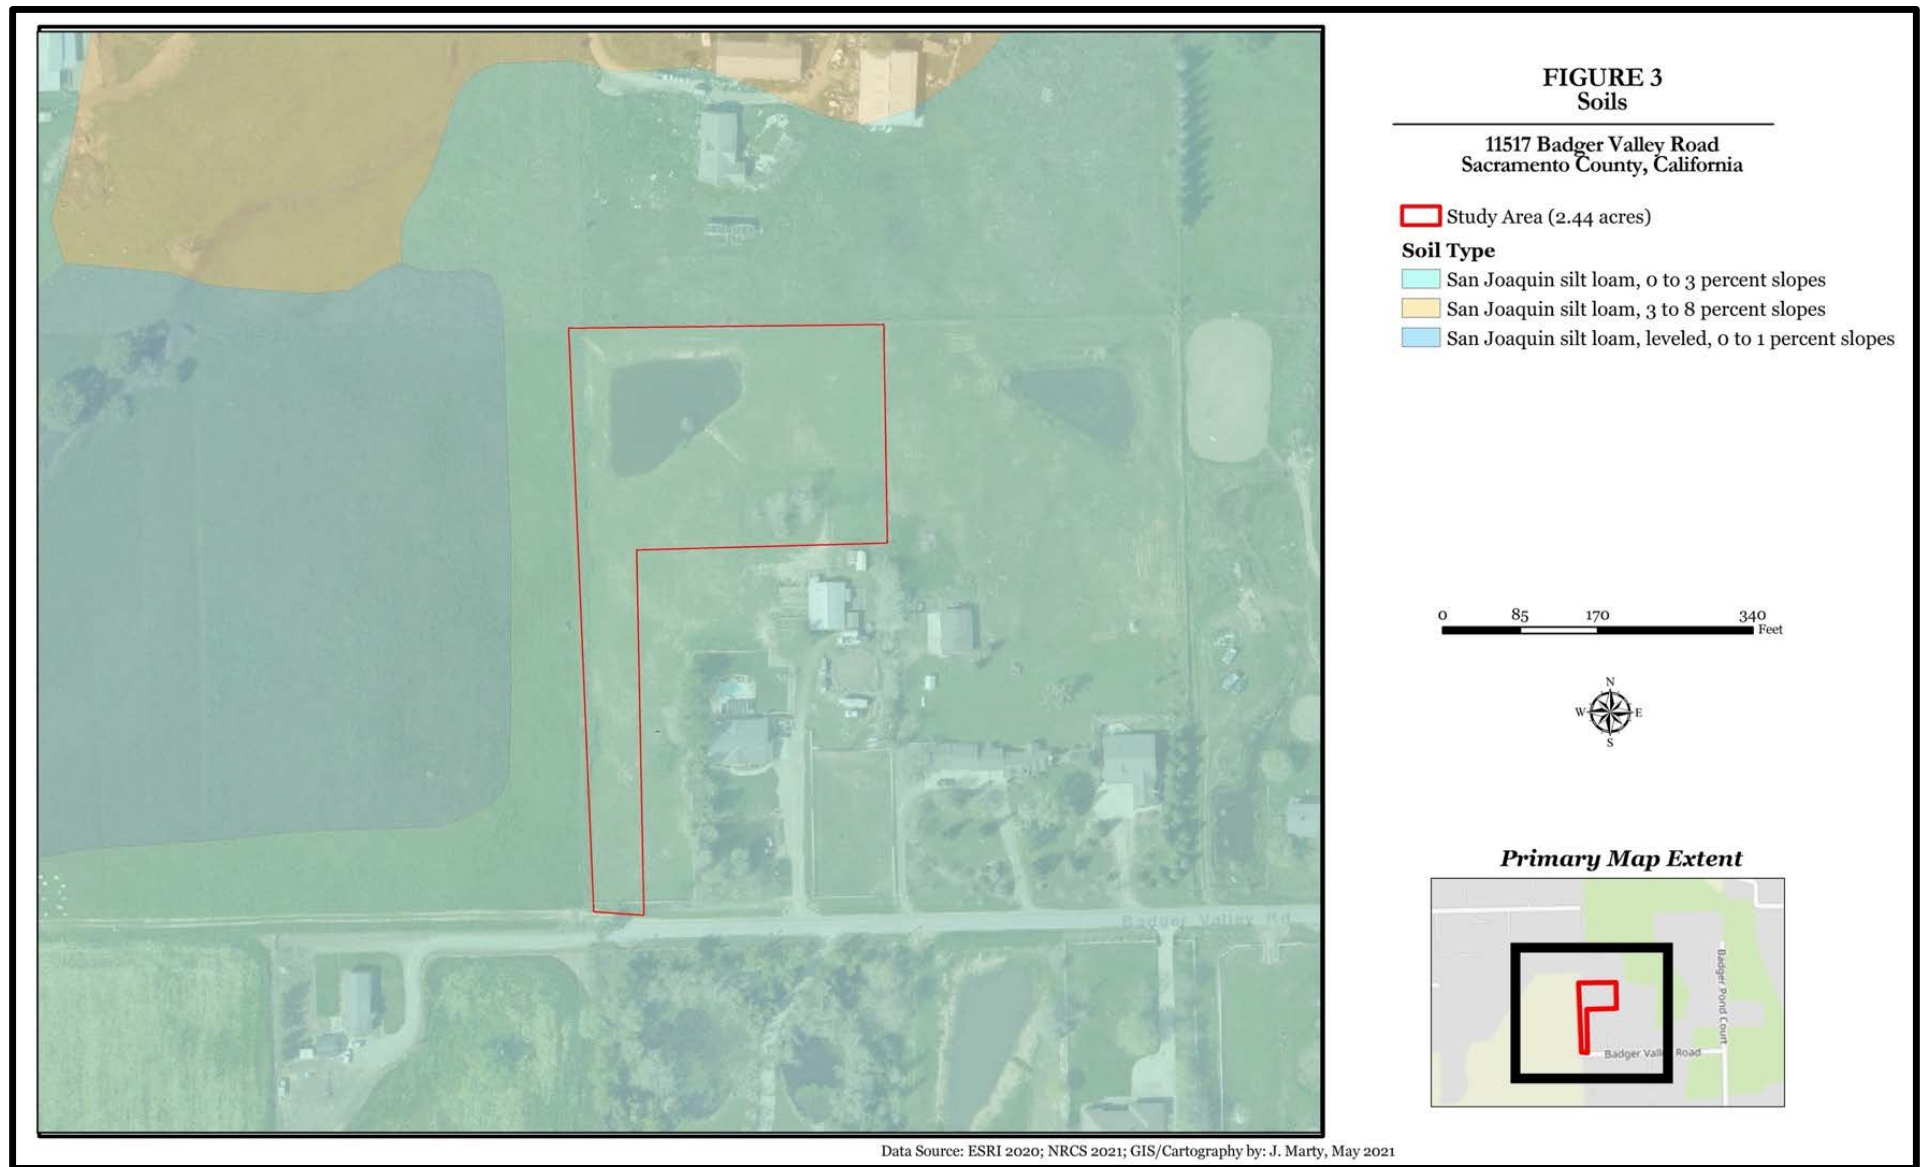 FIGURE 3
Soils
11517 Badger Valley Road
Sacramento County, California
Study Area (2.44 acres)
Soil Type
San Joaquin silt loam, 0 to 3 percent slopes
San Joaquin silt loam, 3 to 8 percent slopes
San Joaquin silt loam, leveled, 0 to 1 percent slopes
0 85 170 340
Feet
N
W E
S
Badger Valley Rd
Primary Map Extent
Badger Pond Court
Badger Valley Road
Data Source: ESRI 2020; NRCS 2021; GIS/Cartography by: J. Marty, May 2021